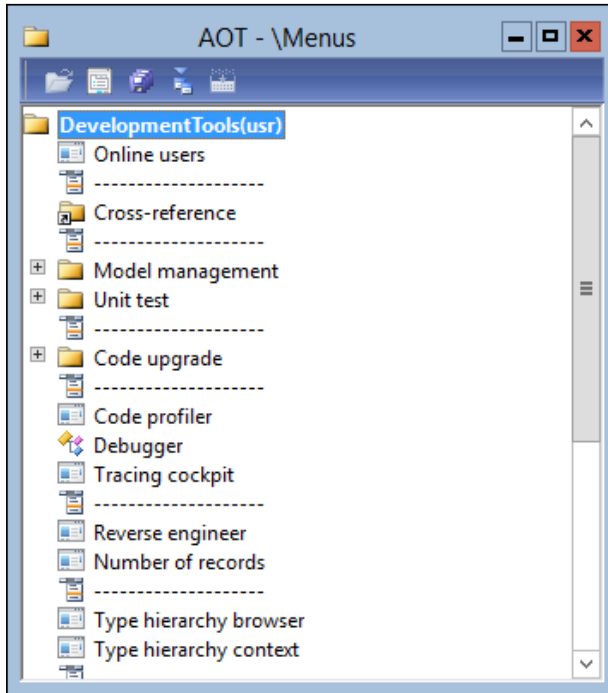 AOT - \Menus
DevelopmentTools(usr)
Online users
--------------------
Cross-reference
--------------------
Model management
Unit test
--------------------
Code upgrade
--------------------
Code profiler
Debugger
Tracing cockpit
--------------------
Reverse engineer
Number of records
--------------------
Type hierarchy browser
Type hierarchy context